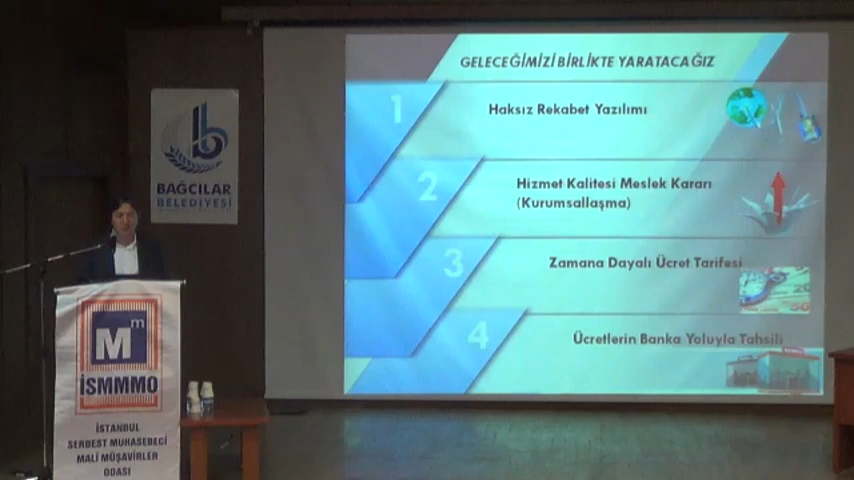 GELECEĞİMİZİ BİRLİKTE YARATACAĞIZ
1
Haksız Rekabet Yazılımı
2
Hizmet Kalitesi Meslek Kararı
(Kurumsallaşma)
3
Zamana Dayalı Ücret Tarifesi
4
Ücretlerin Banka Yoluyla Tahsili
BAĞCILAR
BELEDİYESİ
M m
İSMMMO
İSTANBUL
SERBEST MUHASEBECİ
MALİ MÜŞAVİRLER
ODASI